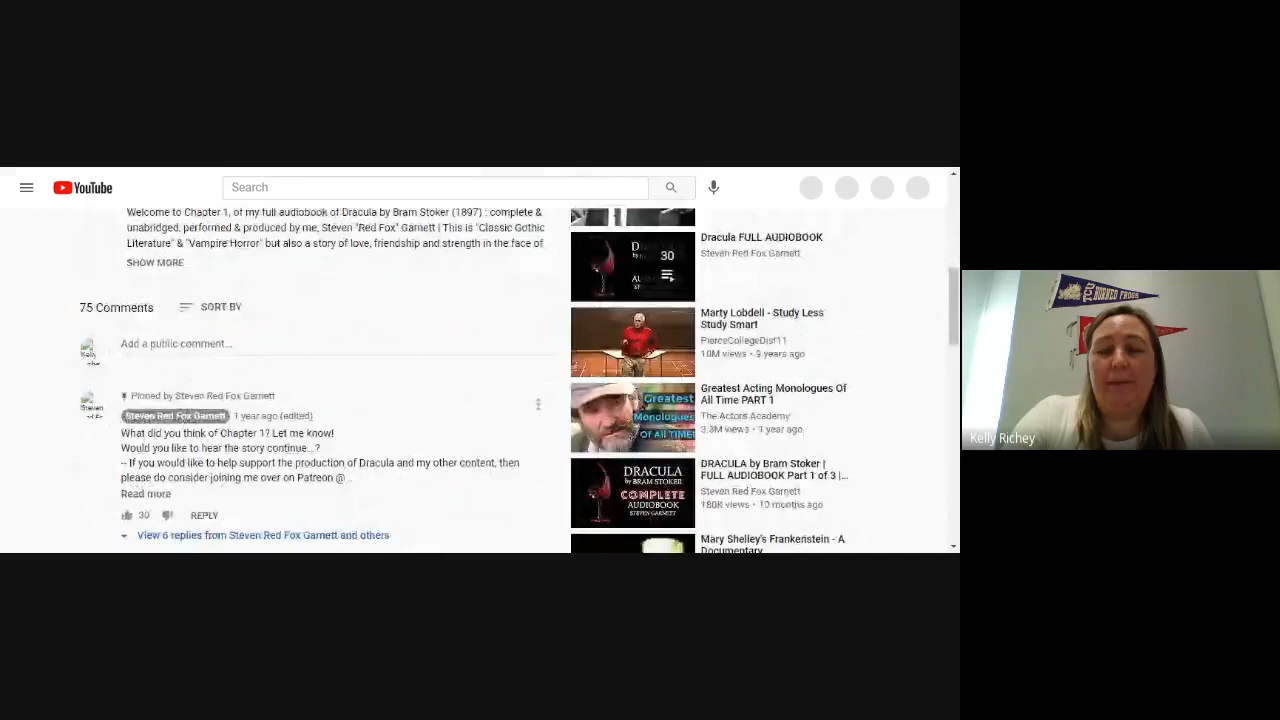 YouTube
Search
Welcome to Chapter 1, of my full audiobook of Dracula by Bram Stoker (1897) : complete &
unabridged, performed & produced by me, Steven "Red Fox" Garnett | This is "Classic Gothic
Literature" & "Vampire Horror" but also a story of love, friendship and strength in the face of
SHOW MORE
75 Comments
SORT BY
Add a public comment...
Pinned by Steven Red Fox Garnett
Steven Red Fox Garnett 1 year ago (edited)
What did you think of Chapter 1? Let me know!
Would you like to hear the story continue...?
-- If you would like to help support the production of Dracula and my other content, then
please do consider joining me over on Patreon @...
Read more
30
REPLY
View 6 replies from Steven Red Fox Garnett and others
30
Dracula FULL AUDIOBOOK
Steven Red Fox Garnett
Marty Lobdell - Study Less
Study Smart
PierceCollegeDist11
10M views • 9 years ago
Greatest
Monologues
Of All TIME!
Greatest Acting Monologues Of
All Time PART 1
The Actors Academy
3.3M views • 1 year ago
DRACULA
BY BRAM STOKER
COMPLETE
AUDIOBOOK
STEVEN GARNETT
DRACULA by Bram Stoker |
FULL AUDIOBOOK Part 1 of 3 |...
Steven Red Fox Garnett
180K views • 10 months ago
Mary Shelley's Frankenstein - A
Documentary
TCU HORNED FROGS
Kelly Richey